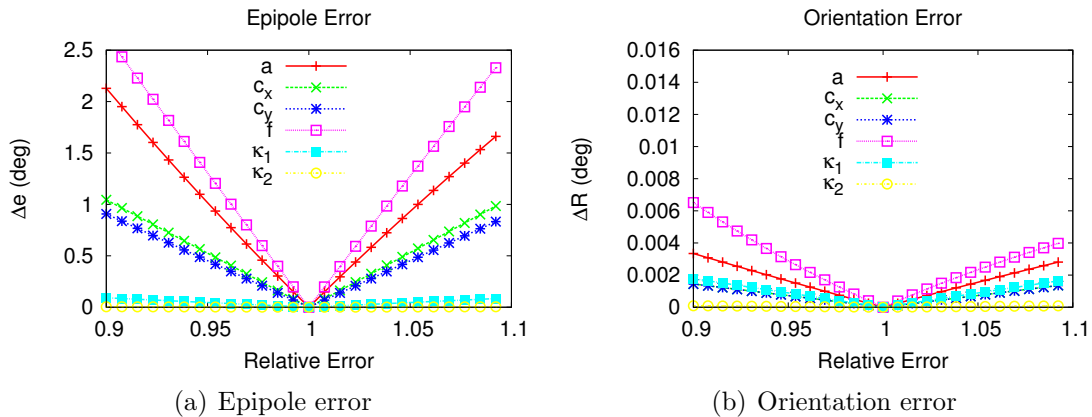 Epipole Error
2.5
2
1.5
1
0.5
0
Δe (deg)
a
cx
cy
f
κ1
κ2
0.9
0.95
1
1.05
1.1
Relative Error
(a) Epipole error
Orientation Error
0.016
0.014
0.012
0.01
0.008
0.006
0.004
0.002
0
ΔR (deg)
a
cx
cy
f
κ1
κ2
0.9
0.95
1
1.05
1.1
Relative Error
(b) Orientation error